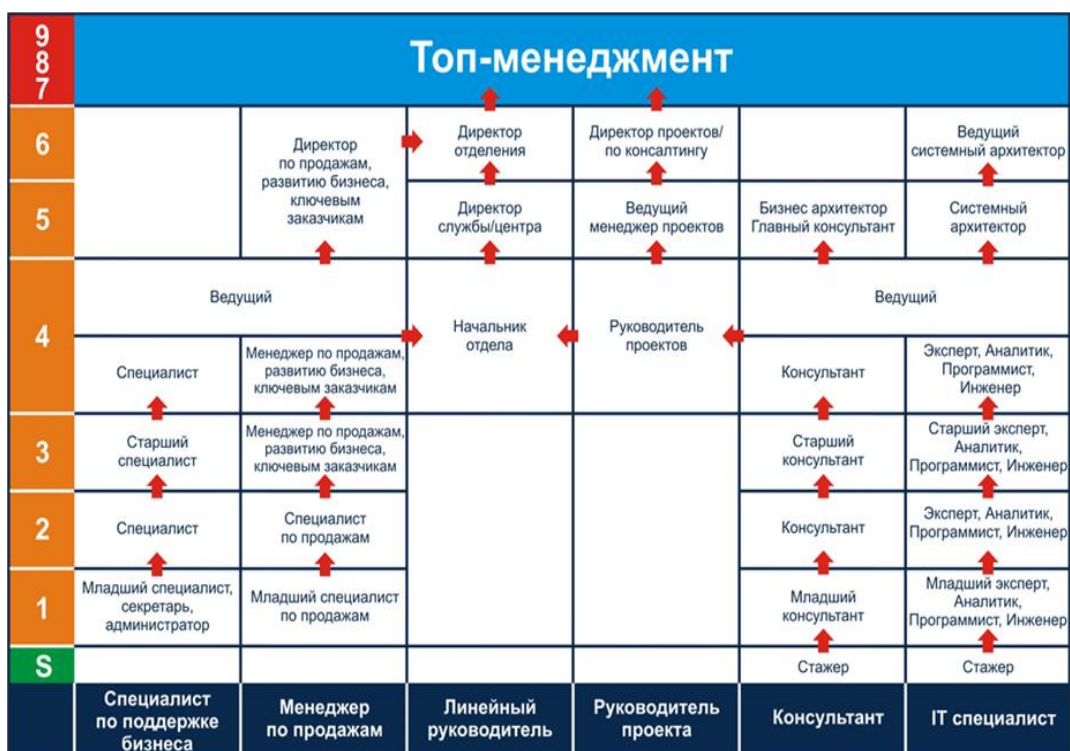 9
8
7
Топ-менеджмент
6
Директор
по продажам,
развитию бизнеса,
ключевым
заказчикам
Директор
отделения
Директор проектов/
по консалтингу
Ведущий
системный архитектор
5
Директор
службы/центра
Ведущий
менеджер проектов
Бизнес архитектор
Главный консультант
Системный
архитектор
4
Ведущий
Начальник
отдела
Руководитель
проектов
Ведущий
Специалист
Менеджер по продажам,
развитию бизнеса,
ключевым заказчикам
Консультант
Эксперт, Аналитик,
Программист,
Инженер
3
Старший
специалист
Менеджер по продажам,
развитию бизнеса,
ключевым заказчикам
Старший
консультант
Старший эксперт,
Аналитик,
Программист, Инженер
2
Специалист
Специалист
по продажам
Консультант
Эксперт, Аналитик,
Программист, Инженер
1
Младший специалист,
секретарь,
администратор
Младший специалист
по продажам
Младший
консультант
Младший эксперт,
Аналитик,
Программист, Инженер
S
Стажер
Стажер
Специалист
по поддержке
бизнеса
Менеджер
по продажам
Линейный
руководитель
Руководитель
проекта
Консультант
IT специалист